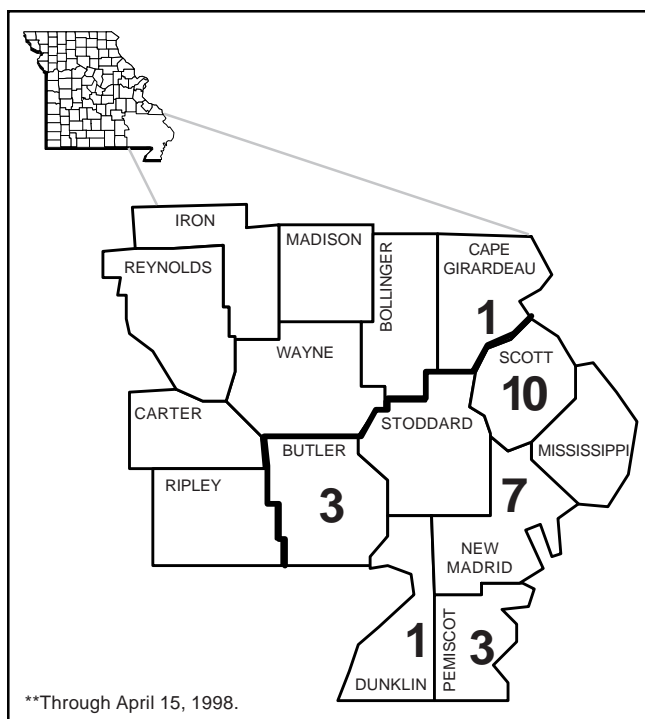 IRON
MADISON
CAPE
GIRARDEAU
REYNOLDS
BOLLINGER
1
WAYNE
SCOTT
10
CARTER
STODDARD
BUTLER
MISSISSIPPI
RIPLEY
3
7
NEW
MADRID
1
PEMISCOT
3
DUNKLIN
**Through April 15, 1998.